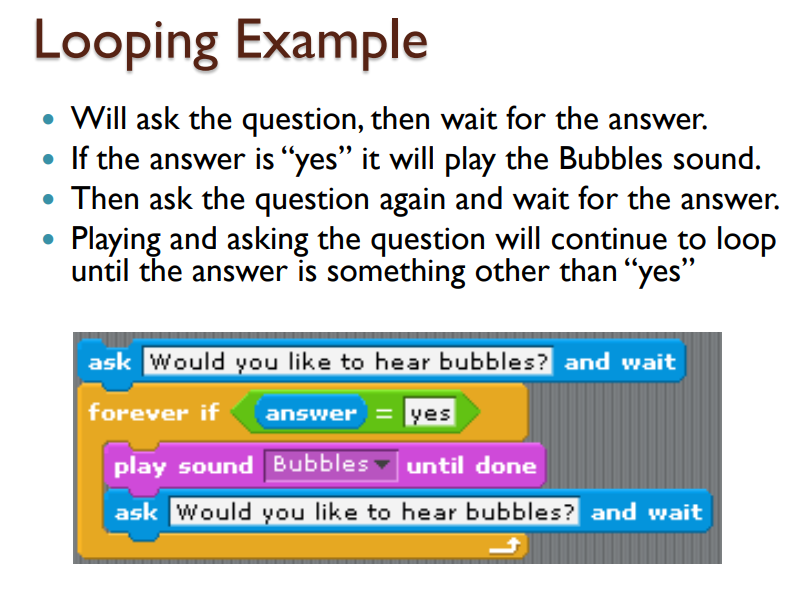 Looping Example
• Will ask the question, then wait for the answer.
• If the answer is “yes” it will play the Bubbles sound.
• Then ask the question again and wait for the answer.
• Playing and asking the question will continue to loop
until the answer is something other than “yes”
ask Would you like to hear bubbles? and wait
forever if answer = yes
play sound Bubbles until done
ask Would you like to hear bubbles? and wait